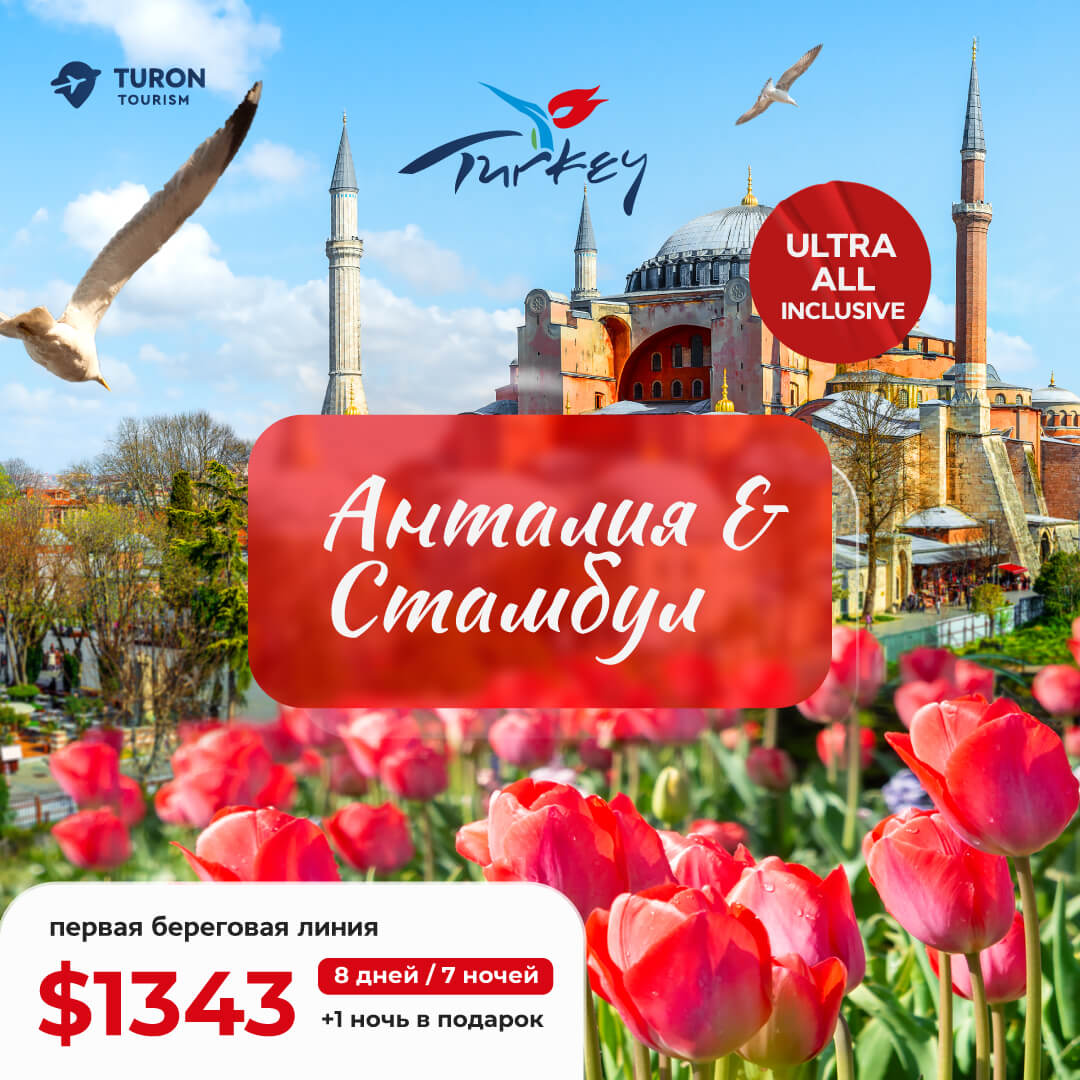 TURON
TOURISM
Turkey
ULTRA
ALL
INCLUSIVE
Анталия &
Стамбул
первая береговая линия
$1343
8 дней / 7 ночей
+1 ночь в подарок